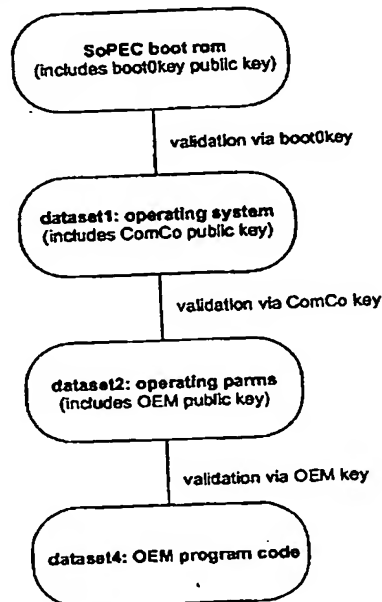 SoPEC boot rom
(includes boot0key public key)
validation via boot0key
dataset1: operating system
(includes ComCo public key)
validation via ComCo key
dataset2: operating parms
(includes OEM public key)
validation via OEM key
dataset4: OEM program code